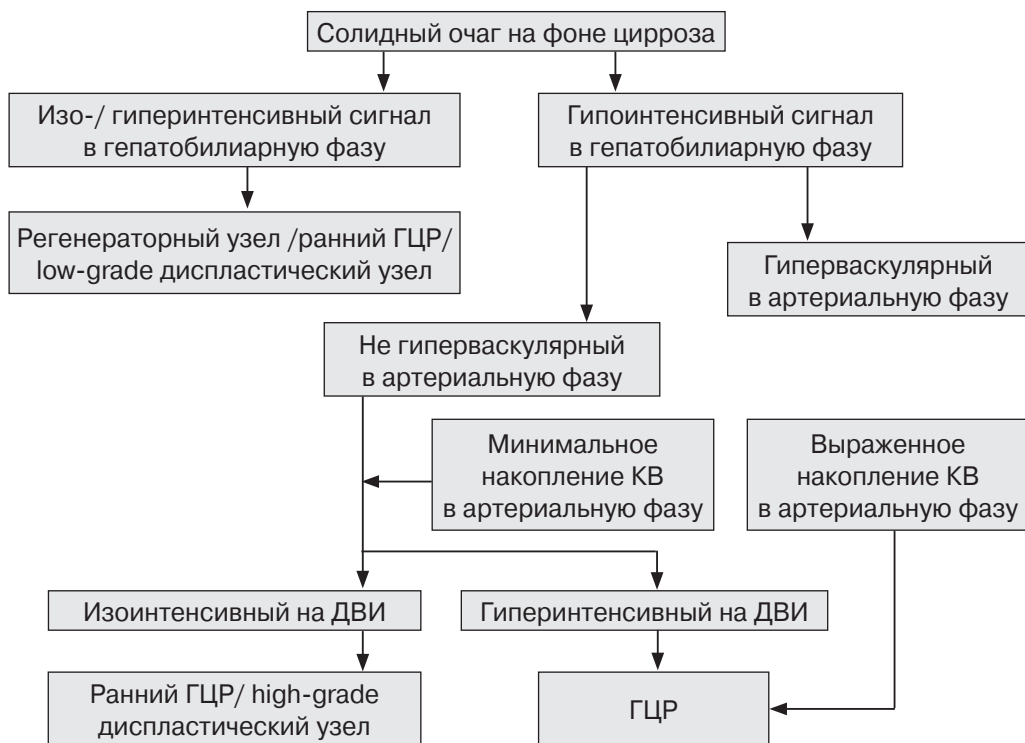 Солидный очаг на фоне цирроза
Изо-/ гиперинтенсивный сигнал
в гепатобилиарную фазу
Гипоинтенсивный сигнал
в гепатобилиарную фазу
Регенераторный узел /ранний ГЦР/
low-grade диспластический узел
Гиперваскулярный
в артериальную фазу
Не гиперваскулярный
в артериальную фазу
Минимальное
накопление КВ
в артериальную фазу
Выраженное
накопление КВ
в артериальную фазу
Изоинтенсивный на ДВИ
Гиперинтенсивный на ДВИ
Ранний ГЦР/ high-grade
диспластический узел
ГЦР